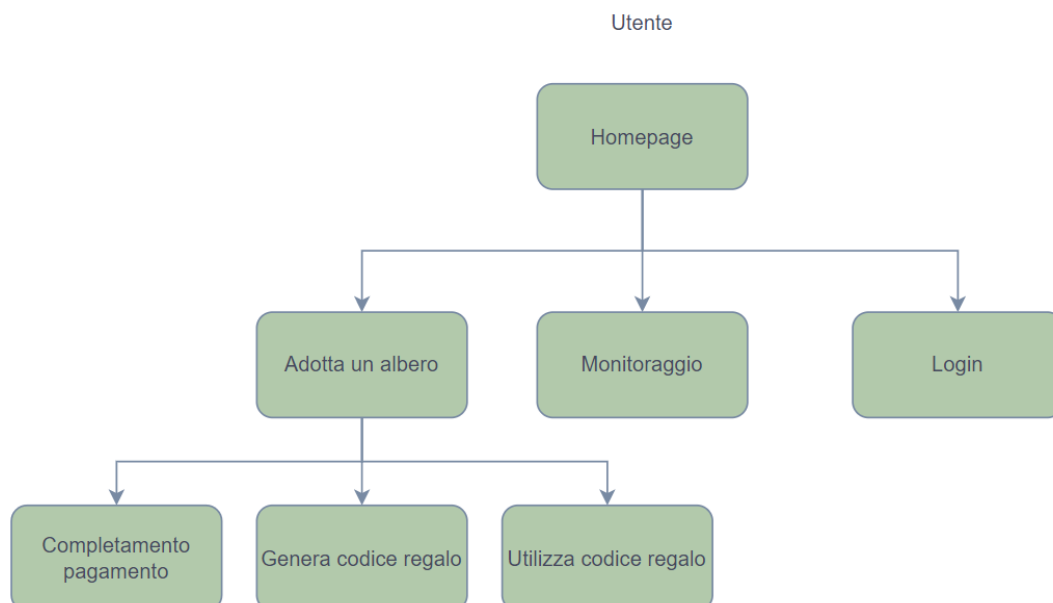 Utente
Homepage
Adotta un albero
Monitoraggio
Login
Completamento
pagamento
Genera codice regalo
Utilizza codice regalo